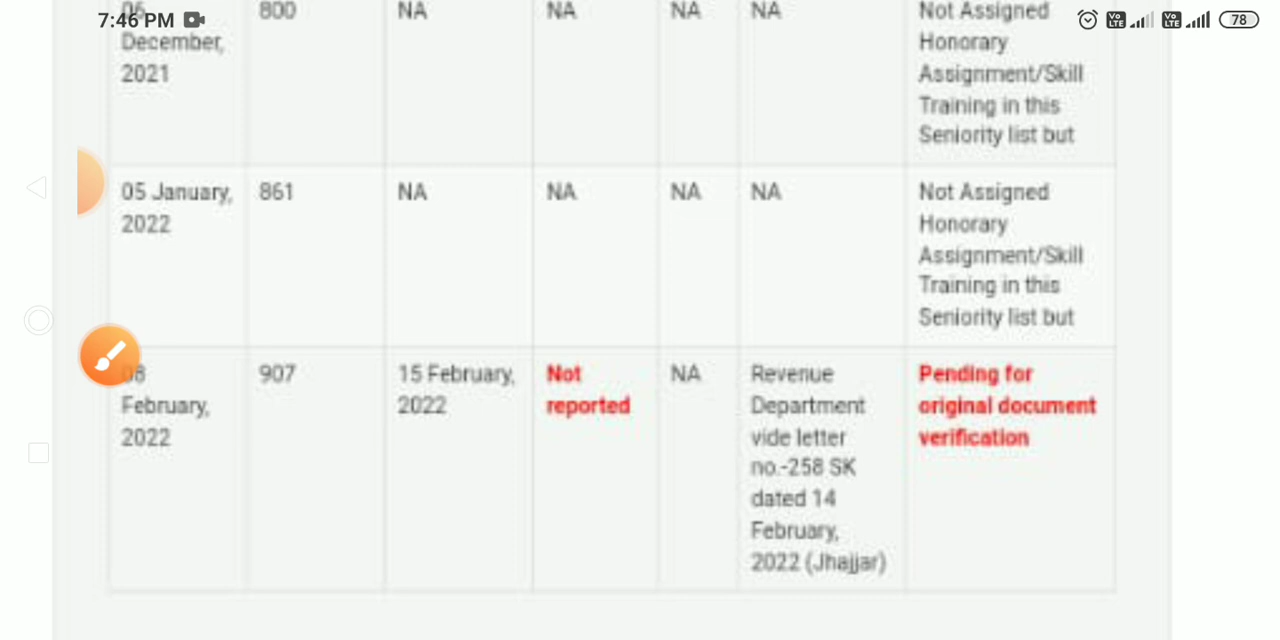 7:46 PM
78
06 December, 2021 800 NA NA NA NA Not Assigned
Honorary
Assignment/Skill
Training in this
Seniority list but
05 January, 2022 861 NA NA NA NA Not Assigned
Honorary
Assignment/Skill
Training in this
Seniority list but
08 February, 2022 907 15 February, 2022 Not reported NA Revenue
Department
vide letter
no.-258 SK
dated 14
February,
2022 (Jhajjar)
Pending for
original document
verification